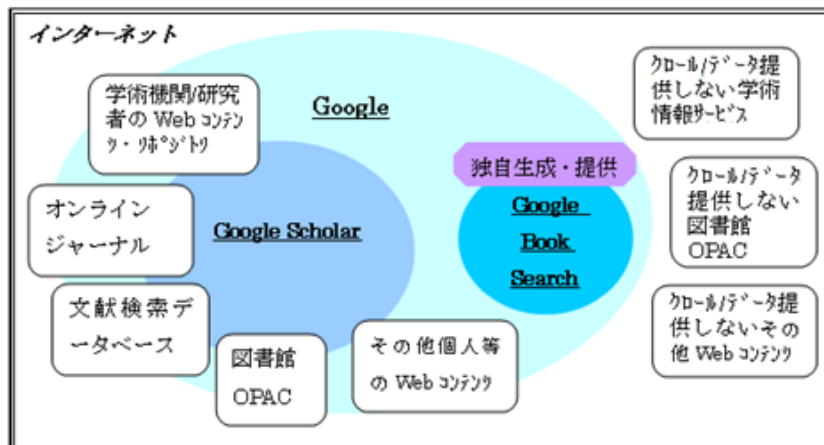 インターネット
学術機関/研究
者の Web ｺﾝﾃﾝ
ﾂ・ﾘﾎﾟｼﾞﾄﾘ
Google
ｸﾛｰﾙ/ﾃﾞｰﾀ提
供しない学術
情報ｻｰﾋﾞｽ
独自生成・提供
オンライン
ジャーナル
Google Scholar
Google
Book
Search
ｸﾛｰﾙ/ﾃﾞｰﾀ
提供しない
図書館
OPAC
文献検索デ
ータベース
図書館
OPAC
その他個人等
の Web ｺﾝﾃﾝﾂ
ｸﾛｰﾙ/ﾃﾞｰﾀ提
供しないその
他 Web ｺﾝﾃﾝﾂ